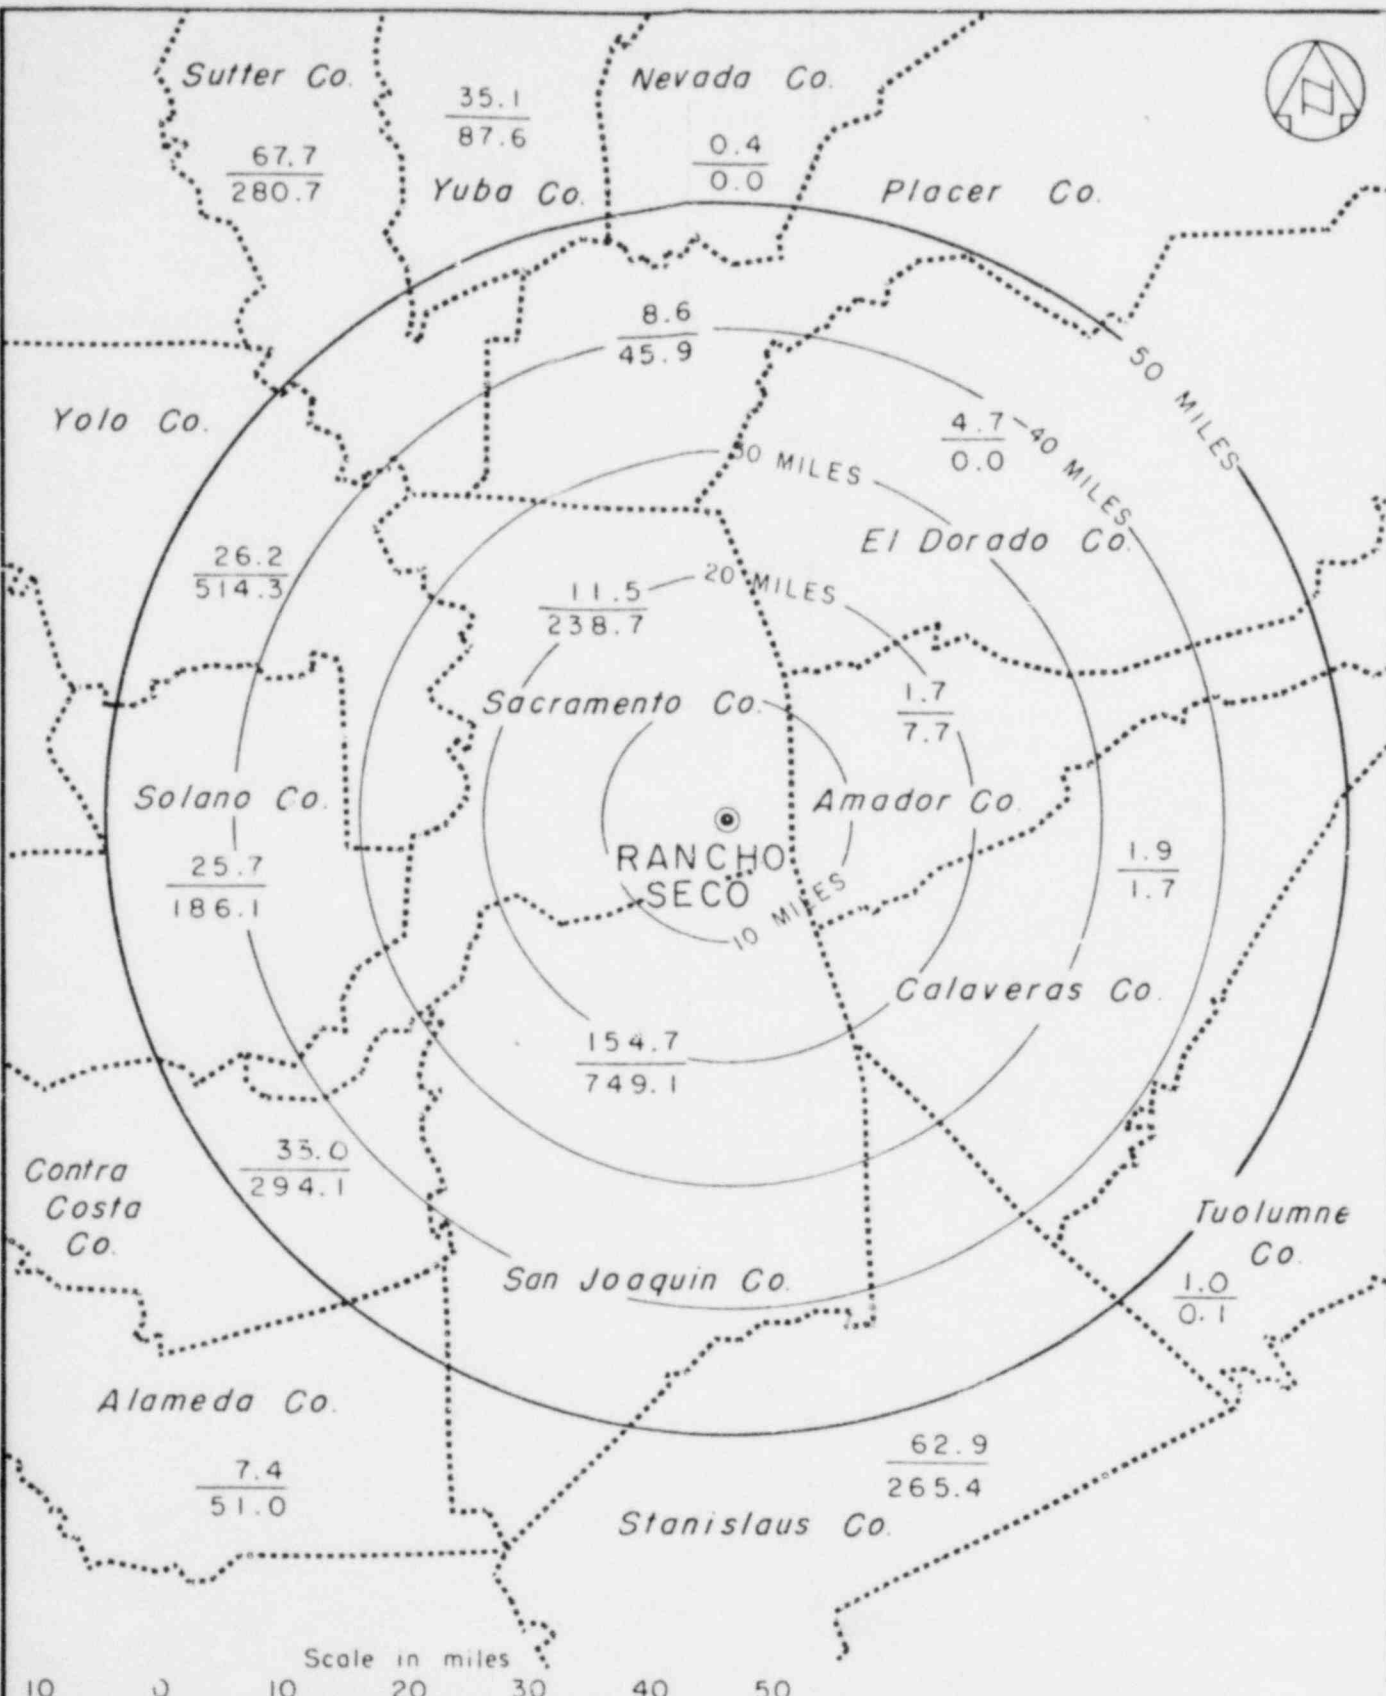 Sutter Co.
67.7
280.7
35.1
87.6
Yuba Co.
Nevada Co.
0.4
0.0
Placer Co.
N
8.6
45.9
Yolo Co.
26.2
514.3
4.7
0.0
El Dorado Co.
50 MILES
40 MILES
30 MILES
20 MILES
11.5
238.7
Sacramento Co.
1.7
7.7
Amador Co.
Solano Co.
25.7
186.1
RANCHO
SECO
10 MILES
1.9
1.7
Calaveras Co.
154.7
749.1
33.0
294.1
Contra
Costa
Co.
San Joaquin Co.
Tuolumne
Co.
1.0
0.1
Alameda Co.
7.4
51.0
62.9
265.4
Stanislaus Co.
Scale in miles
10 0 10 20 30 40 50